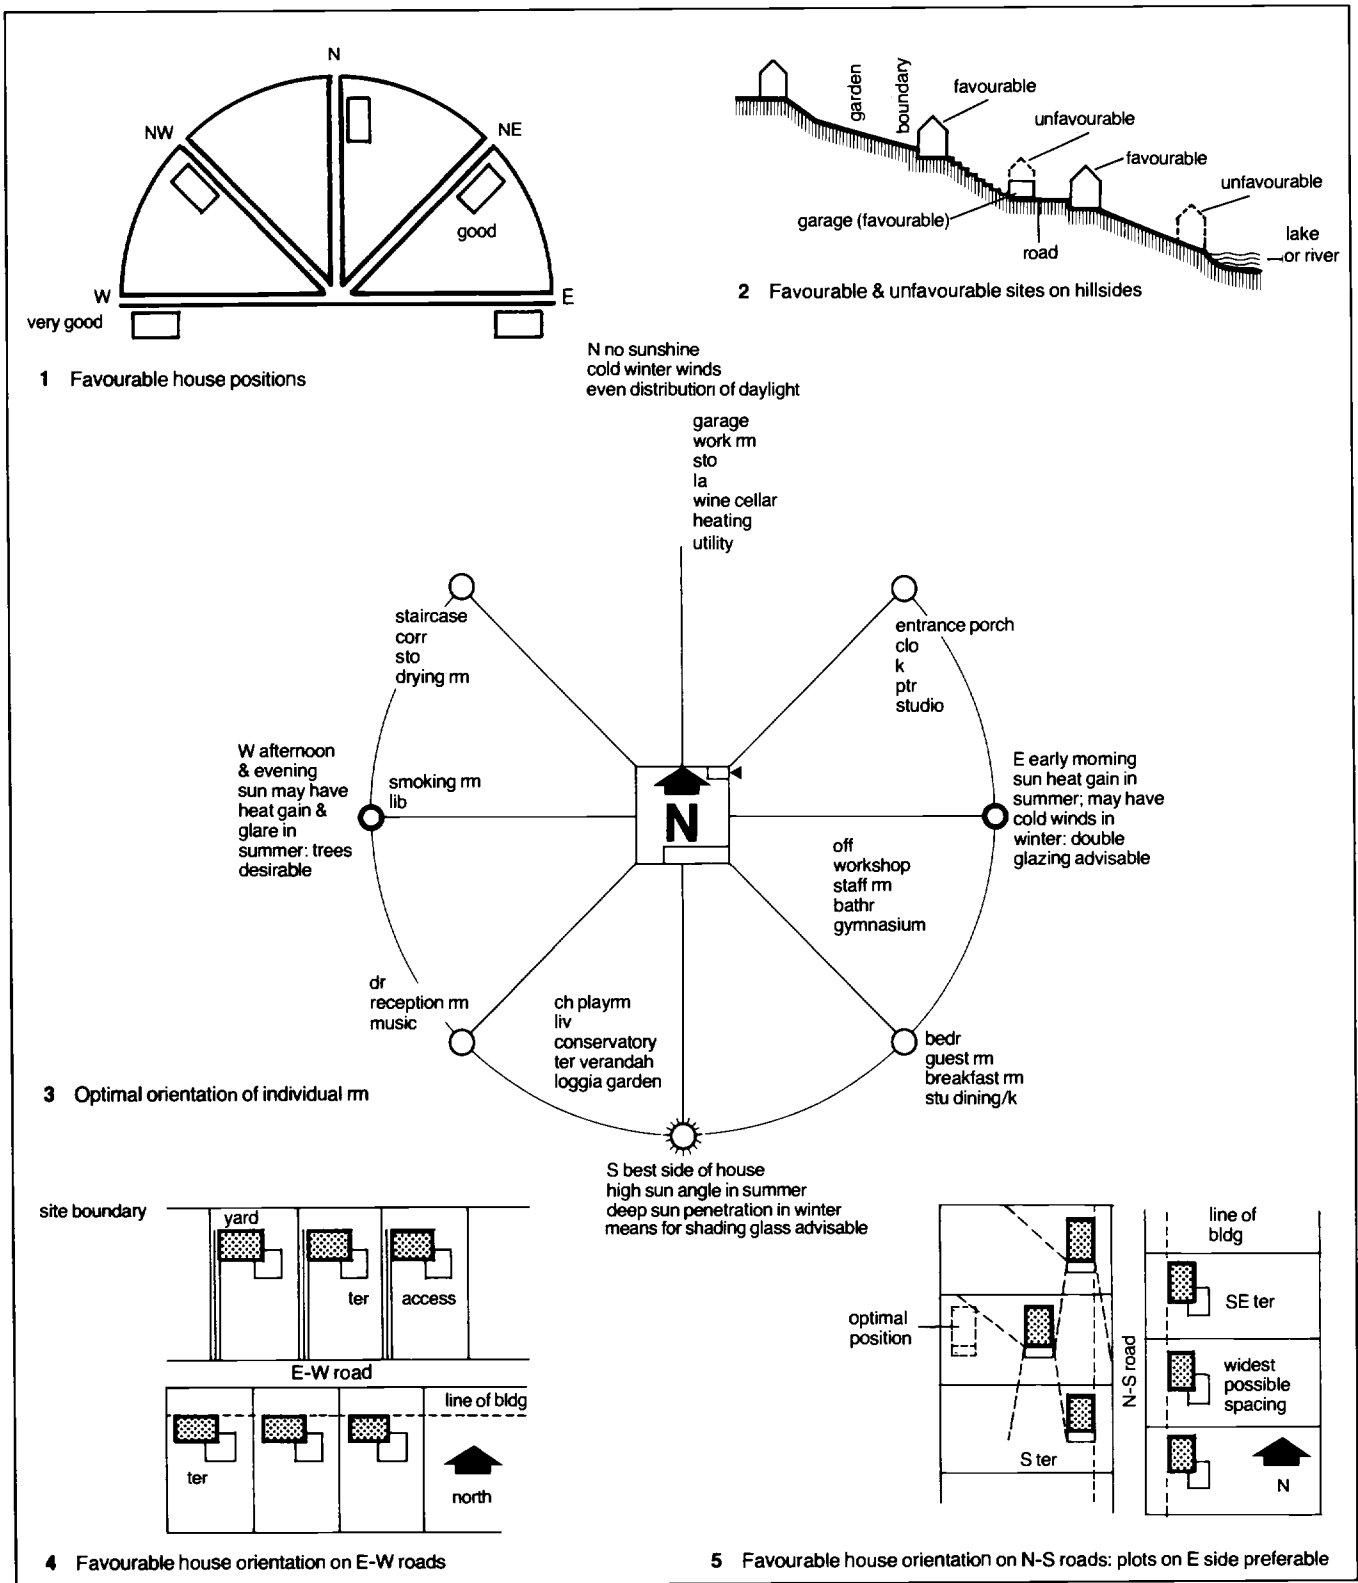 N
NW
NE
good
W
E
very good
1 Favourable house positions
garden
boundary
favourable
unfavourable
favourable
unfavourable
garage (favourable)
road
lake
or river
2 Favourable & unfavourable sites on hillsides
N no sunshine
cold winter winds
even distribution of daylight
garage
work rm
sto
la
wine cellar
heating
utility
staircase
corr
sto
drying rm
entrance porch
clo
k
ptr
studio
W afternoon
& evening
sun may have
heat gain &
glare in
summer: trees
desirable
smoking rm
lib
N
E early morning
sun heat gain in
summer; may have
cold winds in
winter: double
glazing advisable
off
workshop
staff rm
bathr
gymnasium
dr
reception rm
music
ch playrm
liv
conservatory
ter verandah
loggia garden
bedr
guest rm
breakfast rm
stu dining/k
3 Optimal orientation of individual rm
S best side of house
high sun angle in summer
deep sun penetration in winter
means for shading glass advisable
site boundary
yard
ter
access
E-W road
line of bldg
ter
north
4 Favourable house orientation on E-W roads
optimal
position
S ter
N-S road
line of
bldg
SE ter
widest
possible
spacing
N
5 Favourable house orientation on N-S roads: plots on E side preferable